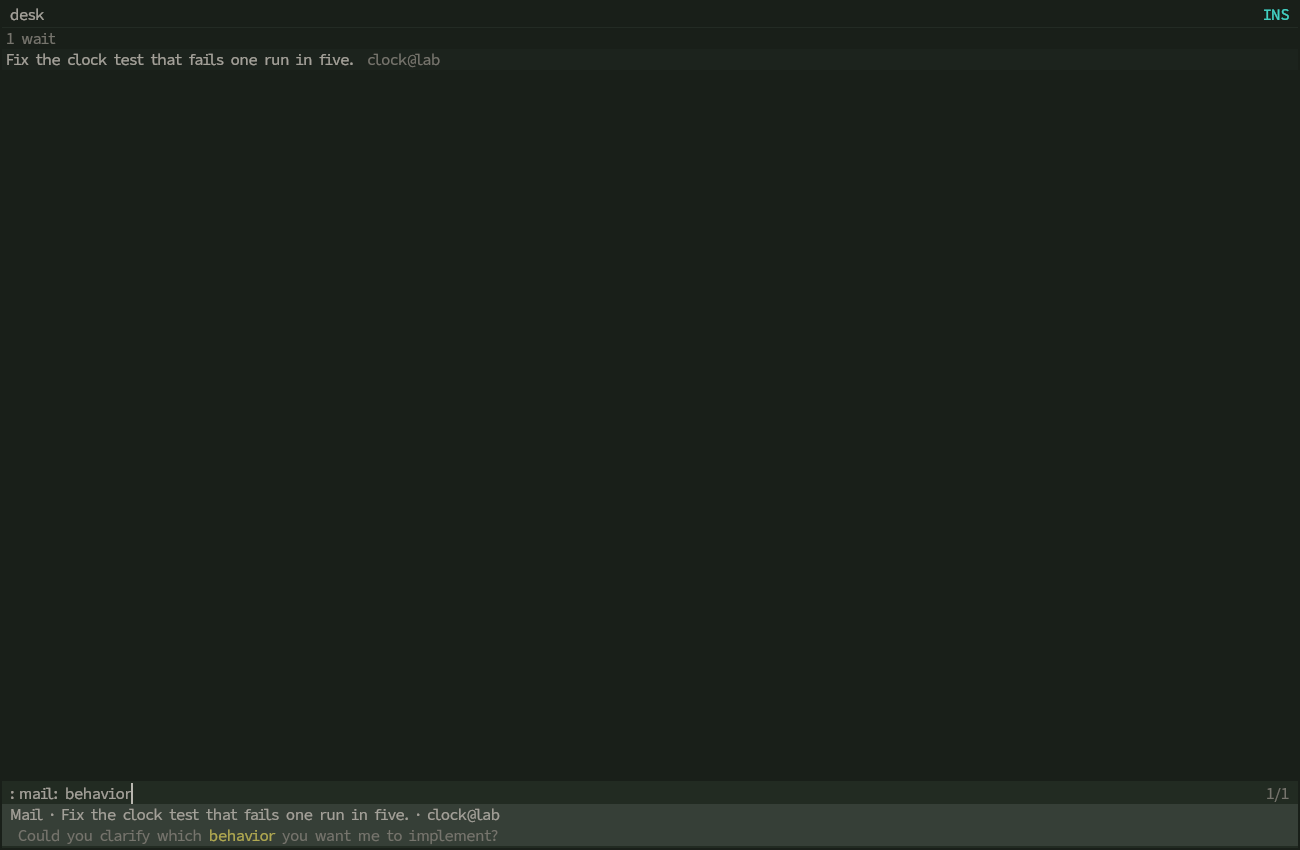 desk INS
1 wait
Fix the clock test that fails one run in five. clock@lab
:mail: behavior 1/1
Mail · Fix the clock test that fails one run in five. · clock@lab
Could you clarify which behavior you want me to implement?